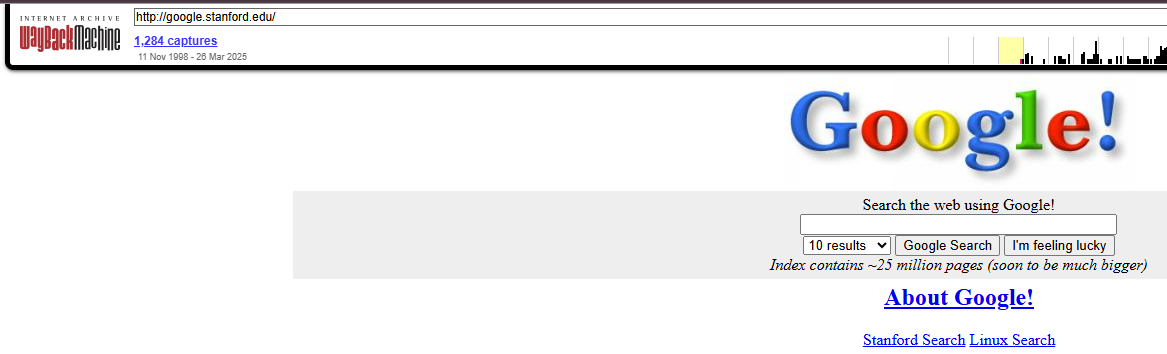 INTERNET ARCHIVE
WayBackMachine
http://google.stanford.edu/
1,284 captures
11 Nov 1998 - 26 Mar 2025
Google!
Search the web using Google!
10 results Google Search I'm feeling lucky
Index contains ~25 million pages (soon to be much bigger)
About Google!
Stanford Search Linux Search